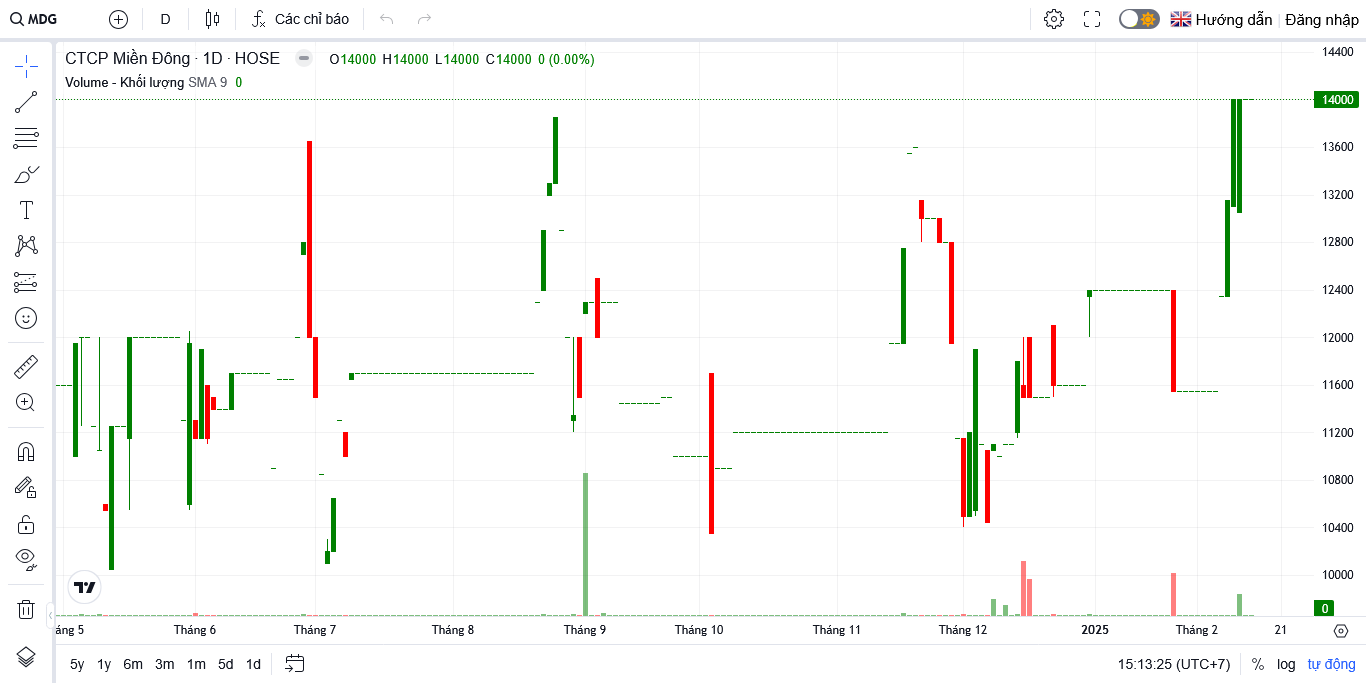 MDG D Các chỉ báo Hướng dẫn Đăng nhập
CTCP Miền Đông · 1D · HOSE O14000 H14000 L14000 C14000 0 (0.00%)
Volume - Khối lượng SMA 9 0
14400
14000
13600
13200
12800
12400
12000
11600
11200
10800
10400
10000
0
áng 5 Tháng 6 Tháng 7 Tháng 8 Tháng 9 Tháng 10 Tháng 11 Tháng 12 2025 Tháng 2 21
5y 1y 6m 3m 1m 5d 1d 15:13:25 (UTC+7) % log tự động